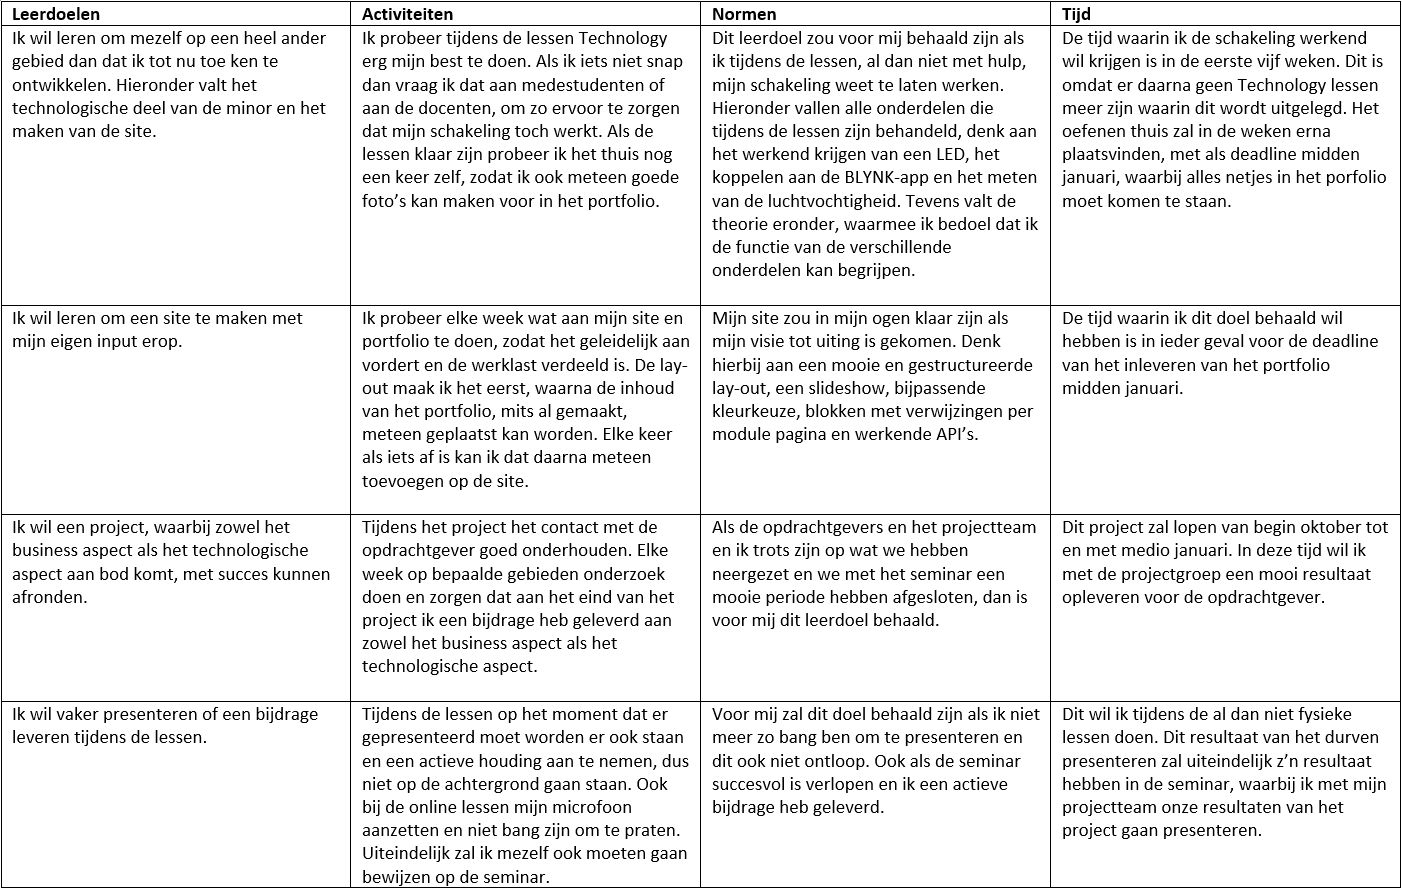 Leerdoelen
Activiteiten
Normen
Tijd
Ik wil leren om mezelf op een heel ander
gebied dan dat ik tot nu toe ken te
ontwikkelen. Hieronder valt het
technologische deel van de minor en het
maken van de site.
Ik probeer tijdens de lessen Technology
erg mijn best te doen. Als ik iets niet snap
dan vraag ik dat aan medestudenten of
aan de docenten, om zo ervoor te zorgen
dat mijn schakeling toch werkt. Als de
lessen klaar zijn probeer ik het thuis nog
een keer zelf, zodat ik ook meteen goede
foto's kan maken voor in het portfolio.
Dit leerdoel zou voor mij behaald zijn als
ik tijdens de lessen, al dan niet met hulp,
mijn schakeling weet te laten werken.
Hieronder vallen alle onderdelen die
tijdens de lessen zijn behandeld, denk aan
het werkend krijgen van een LED, het
koppelen aan de BLYNK-app en het meten
van de luchtvochtigheid. Tevens valt de
theorie eronder, waarmee ik bedoel dat ik
de functie van de verschillende
onderdelen kan begrijpen.
De tijd waarin ik de schakeling werkend
wil krijgen is in de eerste vijf weken. Dit is
omdat er daarna geen Technology lessen
meer zijn waarin dit wordt uitgelegd. Het
oefenen thuis zal in de weken erna
plaatsvinden, met als deadline midden
januari, waarbij alles netjes in het porfolio
moet komen te staan.
Ik wil leren om een site te maken met
mijn eigen input erop.
Ik probeer elke week wat aan mijn site en
portfolio te doen, zodat het geleidelijk aan
vordert en de werklast verdeeld is. De lay-
out maak ik het eerst, waarna de inhoud
van het portfolio, mits al gemaakt,
meteen geplaatst kan worden. Elke keer
als iets af is kan ik dat daarna meteen
toevoegen op de site.
Mijn site zou in mijn ogen klaar zijn als
mijn visie tot uiting is gekomen. Denk
hierbij aan een mooie en gestructureerde
lay-out, een slideshow, bijpassende
kleurkeuze, blokken met verwijzingen per
module pagina en werkende API's.
De tijd waarin ik dit doel behaald wil
hebben is in ieder geval voor de deadline
van het inleveren van het portfolio
midden januari.
Ik wil een project, waarbij zowel het
business aspect als het technologische
aspect aan bod komt, met succes kunnen
afronden.
Tijdens het project het contact met de
opdrachtgever goed onderhouden. Elke
week op bepaalde gebieden onderzoek
doen en zorgen dat aan het eind van het
project ik een bijdrage heb geleverd aan
zowel het business aspect als het
technologische aspect.
Als de opdrachtgevers en het projectteam
en ik trots zijn op wat we hebben
neergezet en we met het seminar een
mooie periode hebben afgesloten, dan is
voor mij dit leerdoel behaald.
Dit project zal lopen van begin oktober tot
en met medio januari. In deze tijd wil ik
met de projectgroep een mooi resultaat
opleveren voor de opdrachtgever.
Ik wil vaker presenteren of een bijdrage
leveren tijdens de lessen.
Tijdens de lessen op het moment dat er
gepresenteerd moet worden er ook staan
en een actieve houding aan te nemen, dus
niet op de achtergrond gaan staan. Ook
bij de online lessen mijn microfoon
aanzetten en niet bang zijn om te praten.
Uiteindelijk zal ik mezelf ook moeten gaan
bewijzen op de seminar.
Voor mij zal dit doel behaald zijn als ik niet
meer zo bang ben om te presenteren en
dit ook niet ontloop. Ook als de seminar
succesvol is verlopen en ik een actieve
bijdrage heb geleverd.
Dit wil ik tijdens de al dan niet fysieke
lessen doen. Dit resultaat van het durven
presenteren zal uiteindelijk z'n resultaat
hebben in de seminar, waarbij ik met mijn
projectteam onze resultaten van het
project gaan presenteren.